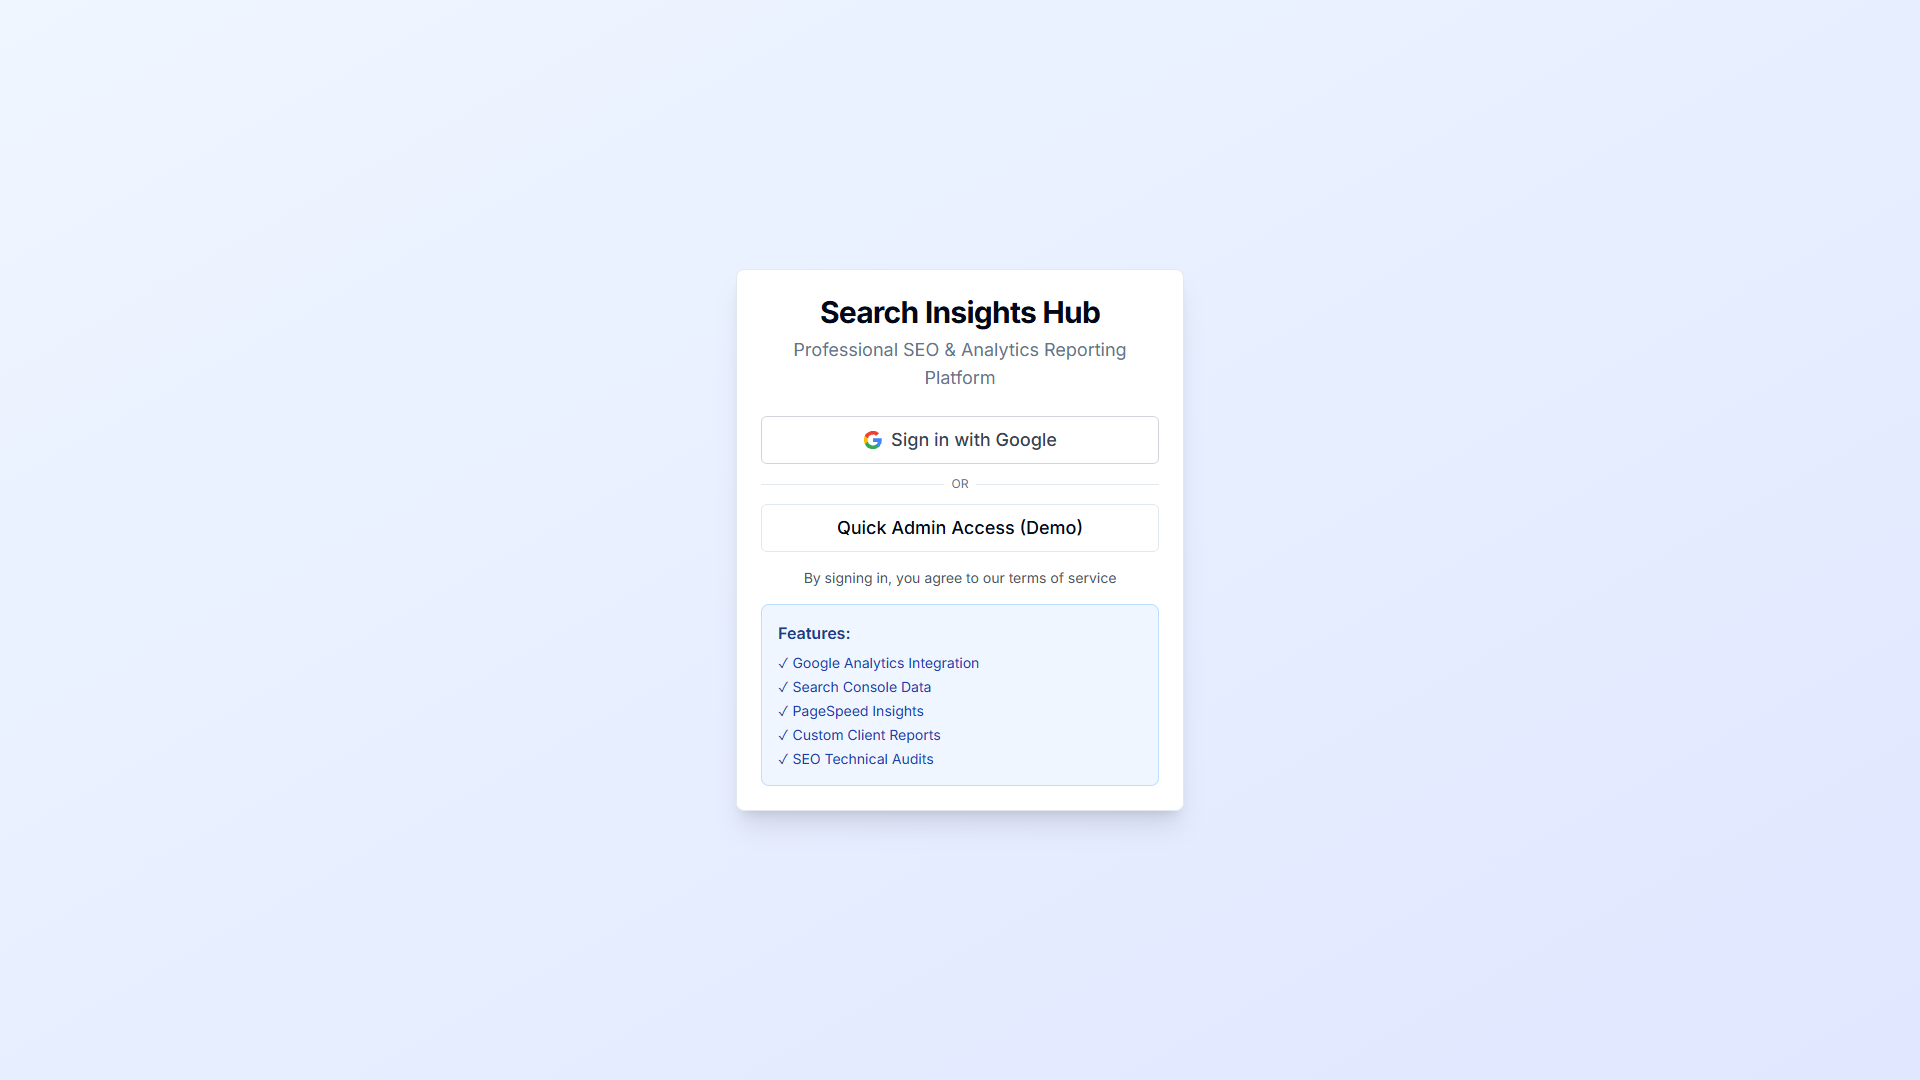 Search Insights Hub
Professional SEO & Analytics Reporting
Platform
Sign in with Google
OR
Quick Admin Access (Demo)
By signing in, you agree to our terms of service
Features:
✓ Google Analytics Integration
✓ Search Console Data
✓ PageSpeed Insights
✓ Custom Client Reports
✓ SEO Technical Audits